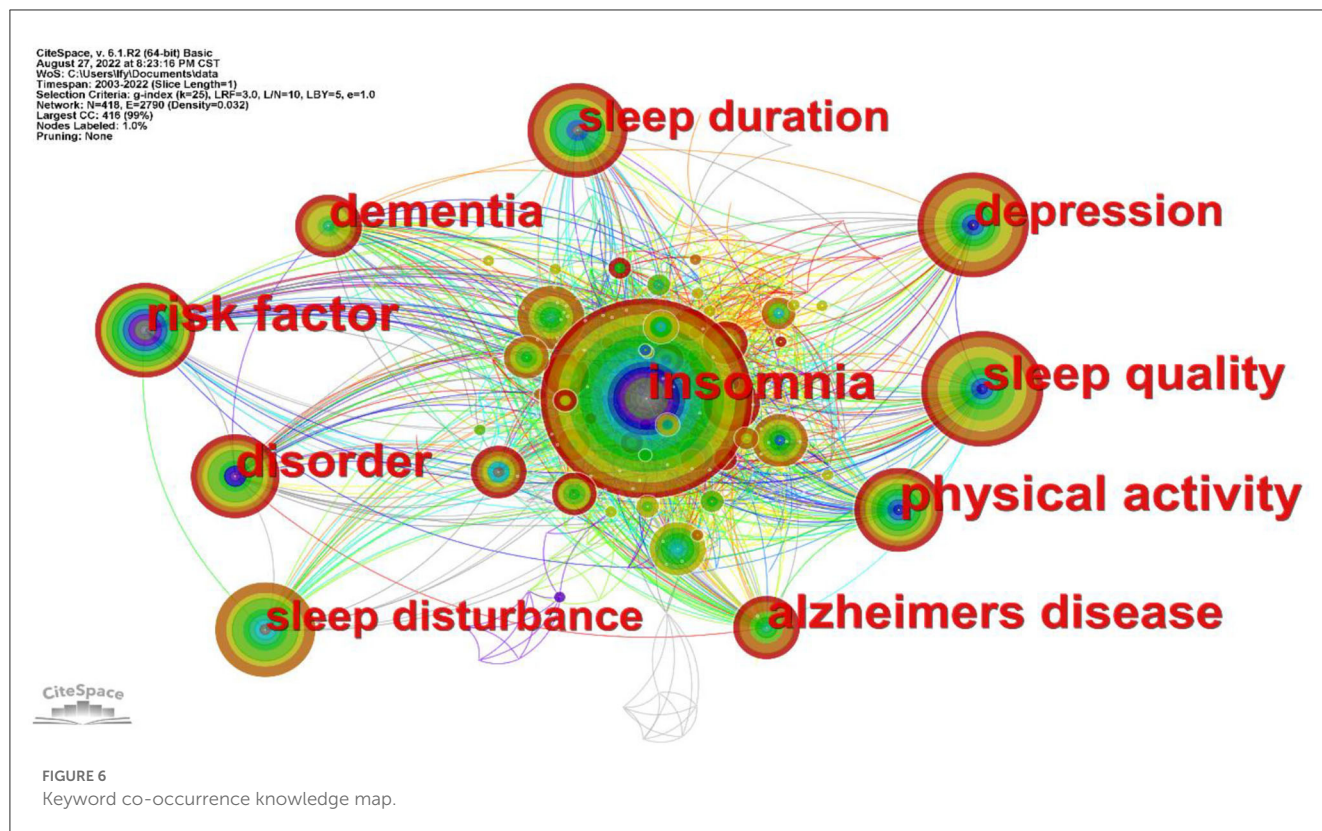 CiteSpace, v. 6.1.R2 (64-bit) Basic
August 27, 2022 at 8:23:16 PM CST
WoS: C:\Users\lfy\Documents\data
Timespan: 2003-2022 (Slice Length=1)
Selection Criteria: g-index (k=25), LRF=3.0, L/N=10, LBY=5, e=1.0
Network: N=418, E=2790 (Density=0.032)
Largest CC: 416 (99%)
Nodes Labeled: 1.0%
Pruning: None
sleep duration
dementia
depression
risk factor
insomnia
sleep quality
disorder
physical activity
sleep disturbance
alzheimers disease
CiteSpace
FIGURE 6
Keyword co-occurrence knowledge map.